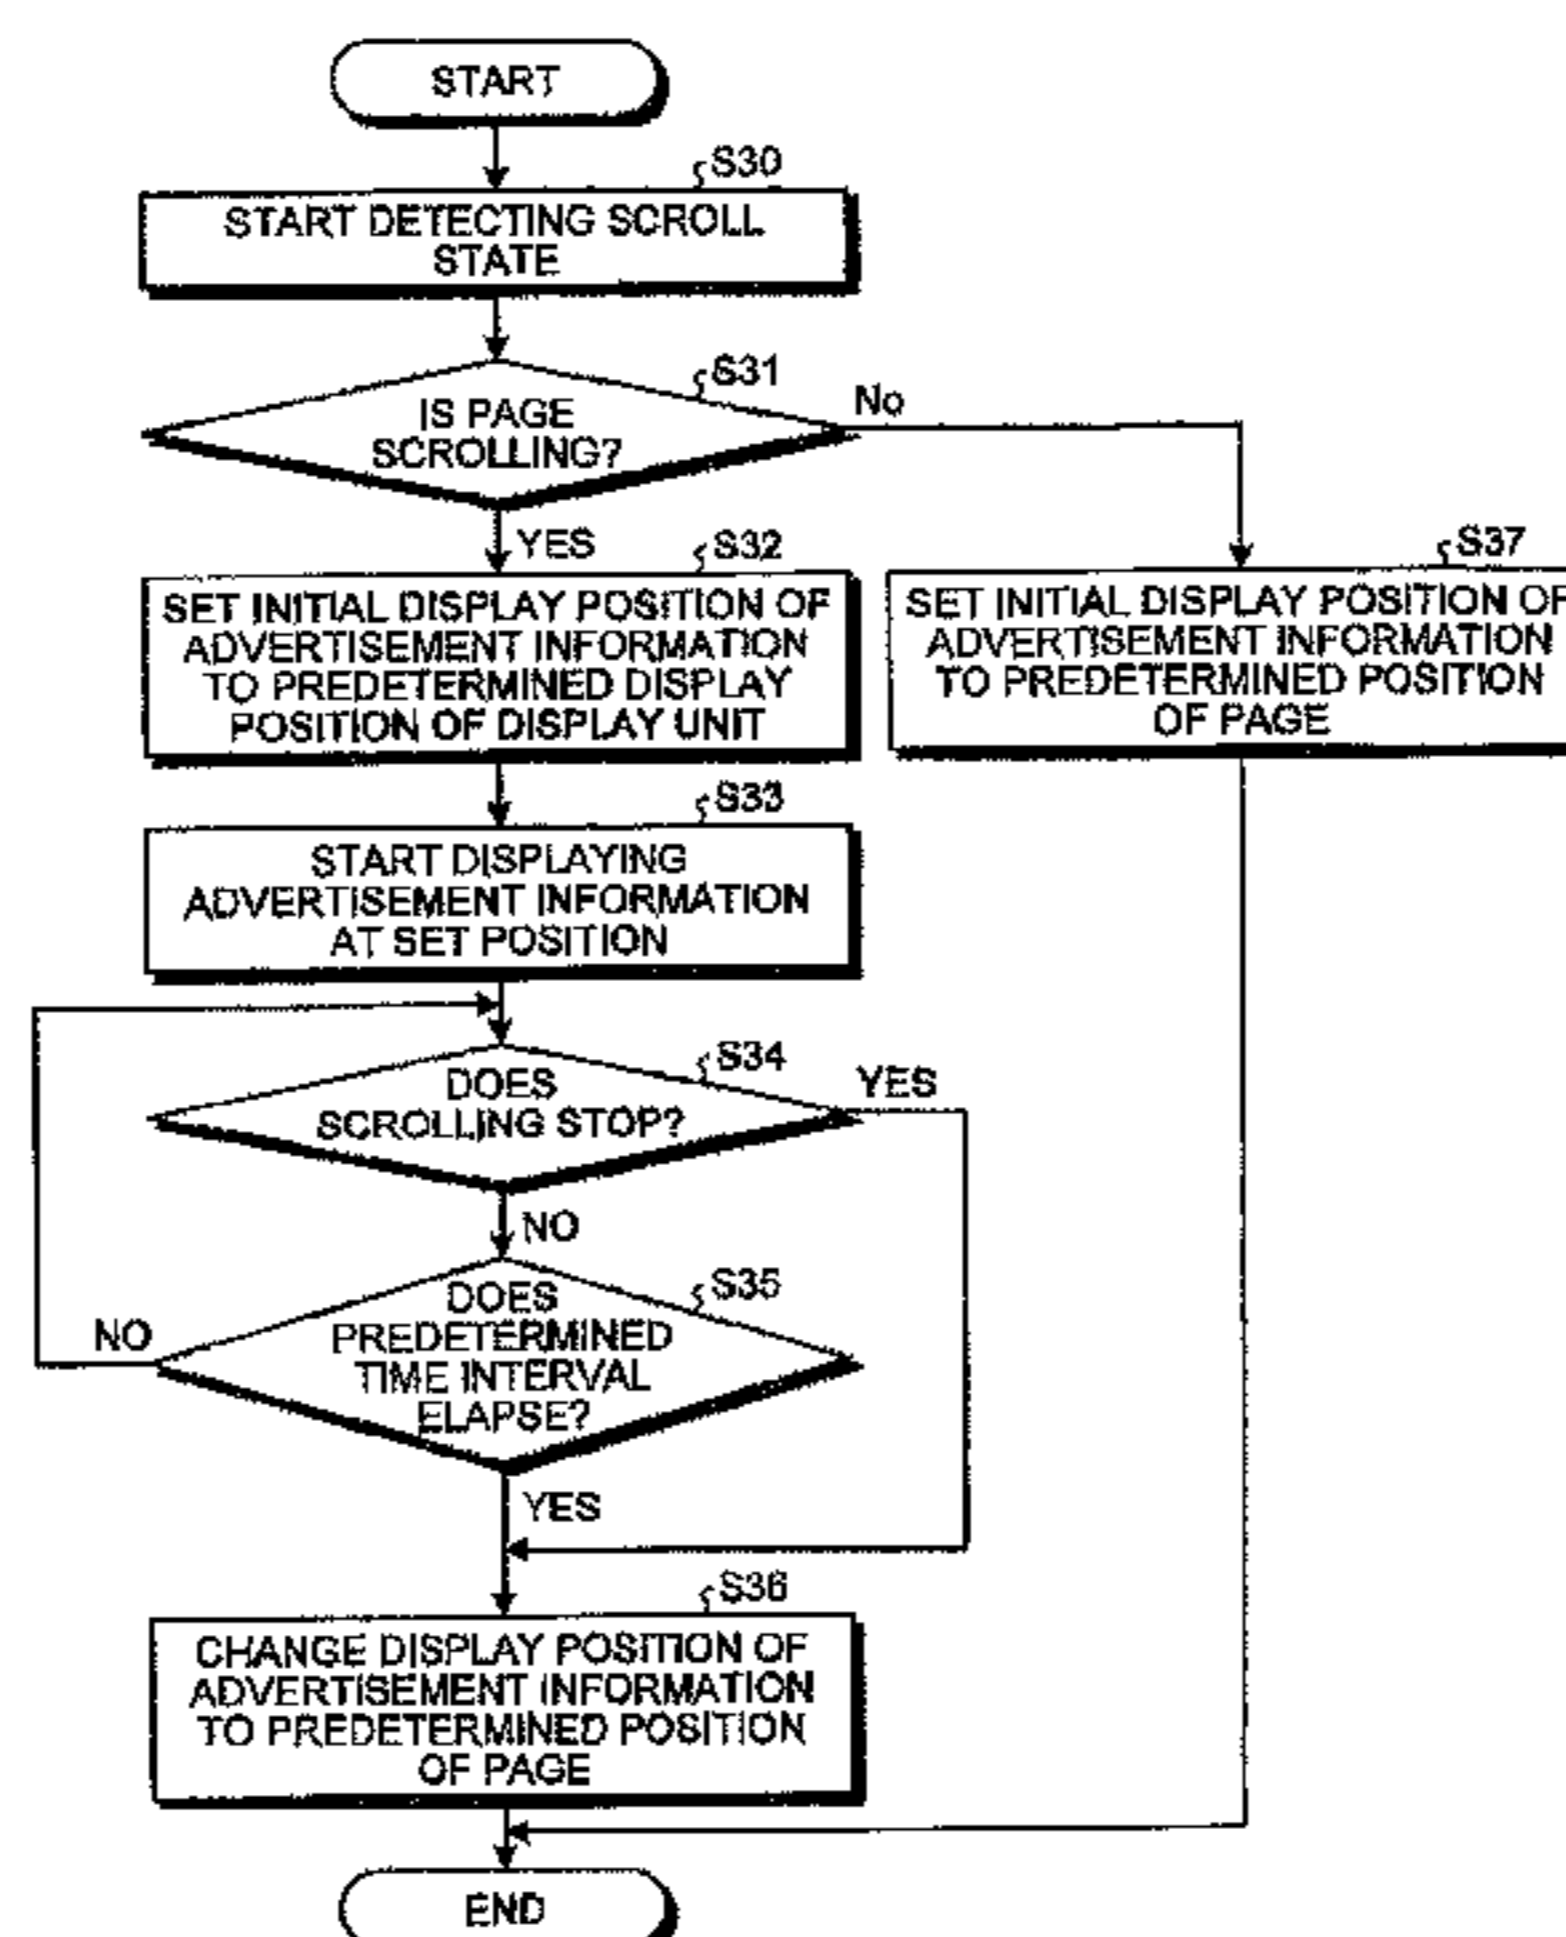 START
S30
START DETECTING SCROLL
STATE
S31
IS PAGE
SCROLLING?
No
YES
S32
SET INITIAL DISPLAY POSITION OF
ADVERTISEMENT INFORMATION
TO PREDETERMINED DISPLAY
POSITION OF DISPLAY UNIT
S37
SET INITIAL DISPLAY POSITION OF
ADVERTISEMENT INFORMATION
TO PREDETERMINED POSITION
OF PAGE
S33
START DISPLAYING
ADVERTISEMENT INFORMATION
AT SET POSITION
S34
DOES
SCROLLING STOP?
YES
NO
S35
DOES
PREDETERMINED
TIME INTERVAL
ELAPSE?
NO
YES
S36
CHANGE DISPLAY POSITION OF
ADVERTISEMENT INFORMATION
TO PREDETERMINED POSITION
OF PAGE
END